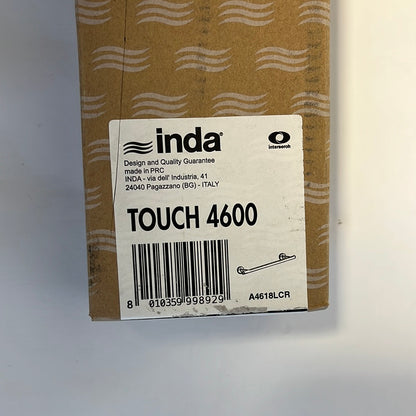 inda®
interseroh
Design and Quality Guarantee
made in PRC
INDA - via dell' Industria, 41
24040 Pagazzano (BG) - ITALY
TOUCH 4600
8 010359 998929
A4618LCR